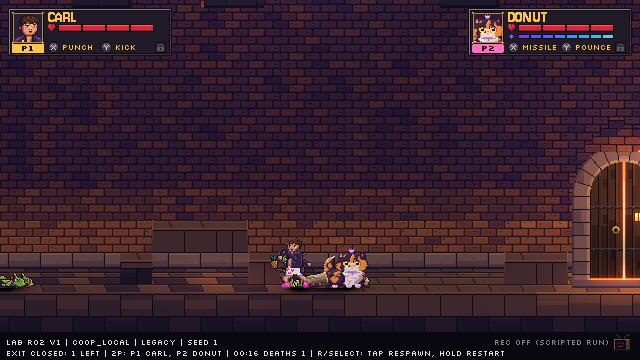 CARL
P1
X PUNCH Y KICK
DONUT
P2
X MISSILE Y POUNCE
LAB R02 V1 | COOP_LOCAL | LEGACY | SEED 1
REC OFF (SCRIPTED RUN)
EXIT CLOSED: 1 LEFT | 2P: P1 CARL, P2 DONUT | 00:16 DEATHS 1 | R/SELECT: TAP RESPAWN, HOLD RESTART